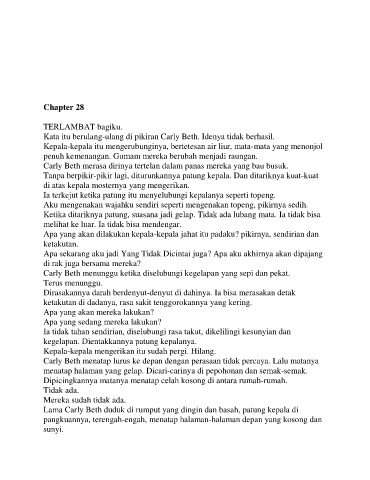 Chapter 28
TERLAMBAT bagiku.
Kata itu berulang-ulang di pikiran Carly Beth. Idenya tidak berhasil.
Kepala-kepala itu mengerubunginya, bertetesan air liur, mata-mata yang menonjol
penuh kemenangan. Gumam mereka berubah menjadi raungan.
Carly Beth merasa dirinya tertelan dalam panas mereka yang bau busuk.
Tanpa berpikir-pikir lagi, diturunkannya patung kepala. Dan ditariknya kuat-kuat
di atas kepala mosternya yang mengerikan.
Ia terkejut ketika patung itu menyelubungi kepalanya seperti topeng.
Aku mengenakan wajahku sendiri seperti mengenakan topeng, pikirnya sedih.
Ketika ditariknya patung, suasana jadi gelap. Tidak ada lubang mata. Ia tidak bisa
melihat ke luar. Ia tidak bisa mendengar.
Apa yang akan dilakukan kepala-kepala jahat itu padaku? pikirnya, sendirian dan
ketakutan.
Apa sekarang aku jadi Yang Tidak Dicintai juga? Apa aku akhirnya akan dipajang
di rak juga bersama mereka?
Carly Beth menunggu ketika diselubungi kegelapan yang sepi dan pekat.
Terus menunggu.
Dirasakannya darah berdenyut-denyut di dahinya. Ia bisa merasakan detak
ketakutan di dadanya, rasa sakit tenggorokannya yang kering.
Apa yang akan mereka lakukan?
Apa yang sedang mereka lakukan?
Ia tidak tahan sendirian, diselubungi rasa takut, dikelilingi kesunyian dan
kegelapan. Dientakkannya patung kepalanya.
Kepala-kepala mengerikan itu sudah pergi. Hilang.
Carly Beth menatap lurus ke depan dengan perasaan tidak percaya. Lalu matanya
menatap halaman yang gelap. Dicari-carinya di pepohonan dan semak-semak.
Dipicingkannya matanya menatap celah kosong di antara rumah-rumah.
Tidak ada.
Mereka sudah tidak ada.
Lama Carly Beth duduk di rumput yang dingin dan basah, patung kepala di
pangkuannya, terengah-engah, menatap halaman-halaman depan yang kosong dan
sunyi.